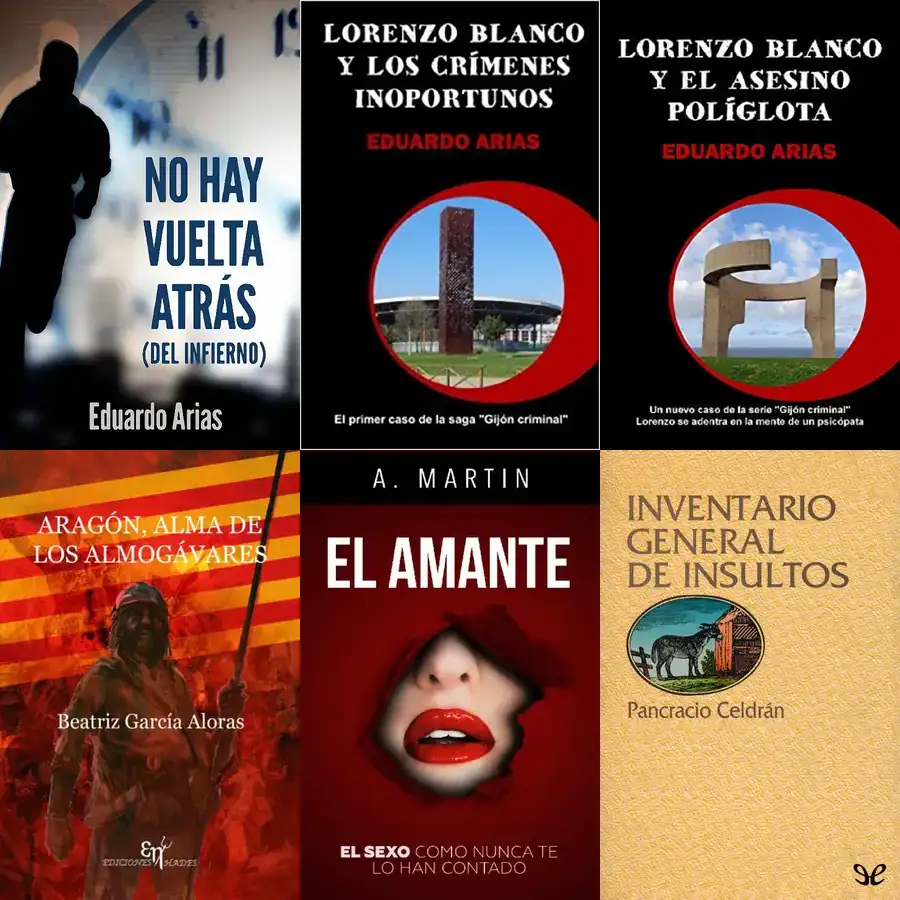 NO HAY
VUELTA
ATRÁS
(DEL INFIERNO)
Eduardo Arias
LORENZO BLANCO
Y LOS CRÍMENES
INOPORTUNOS
EDUARDO ARIAS
El primer caso de la saga "Gijón criminal"
LORENZO BLANCO
Y EL ASESINO
POLÍGLOTA
EDUARDO ARIAS
Un nuevo caso de la serie "Gijón criminal"
Lorenzo se adentra en la mente de un psicópata
ARAGÓN, ALMA DE
LOS ALMOGÁVARES
Beatriz García Aloras
EDICIONES HADES
A. MARTIN
EL AMANTE
EL SEXO COMO NUNCA TE
LO HAN CONTADO
INVENTARIO
GENERAL
DE INSULTOS
Pancracio Celdrán